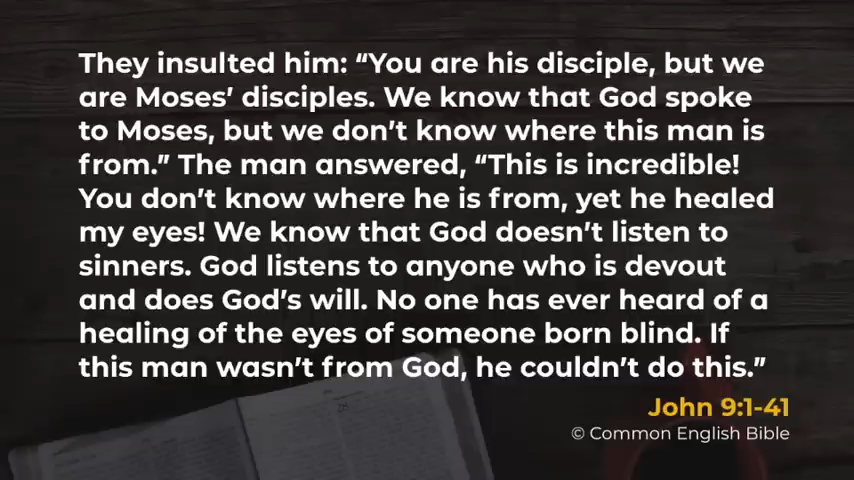 They insulted him: “You are his disciple, but we
are Moses’ disciples. We know that God spoke
to Moses, but we don’t know where this man is
from.” The man answered, “This is incredible!
You don’t know where he is from, yet he healed
my eyes! We know that God doesn’t listen to
sinners. God listens to anyone who is devout
and does God’s will. No one has ever heard of a
healing of the eyes of someone born blind. If
this man wasn’t from God, he couldn’t do this.”
John 9:1-41
© Common English Bible